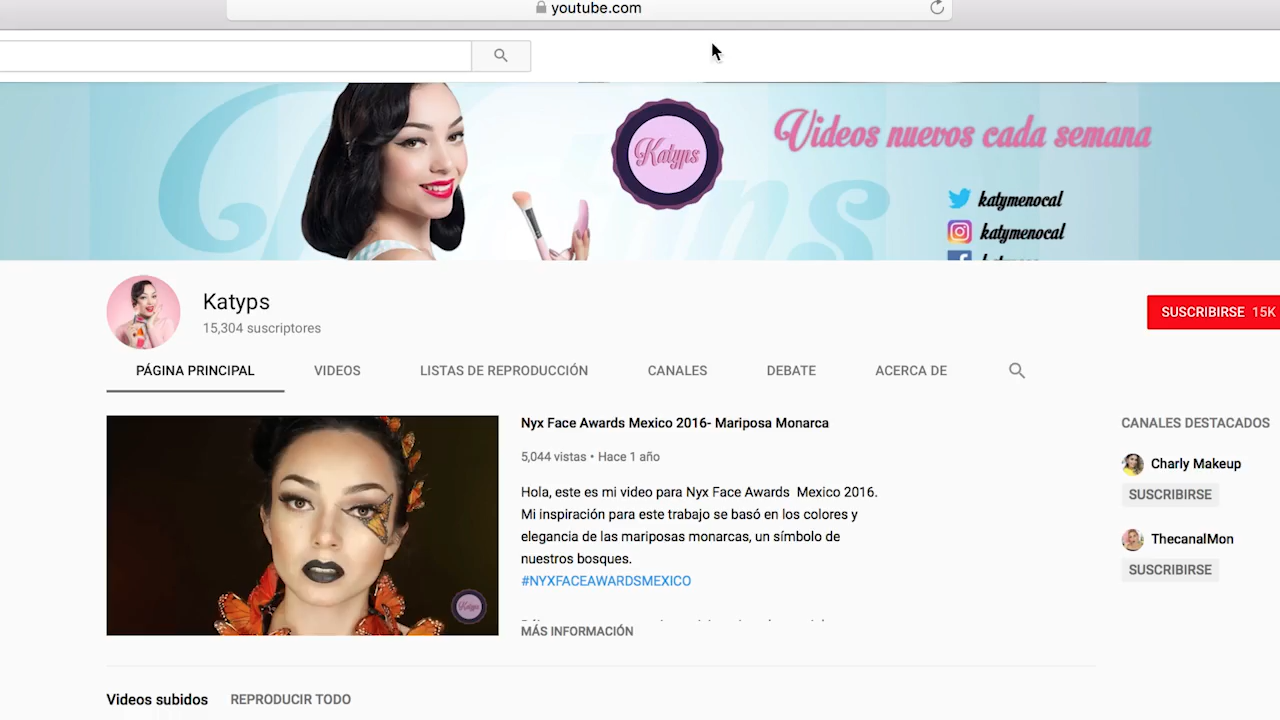 youtube.com
Videos nuevos cada semana
Katyps
katymenocal
katymenocal
Katyps
15,304 suscriptores
SUSCRIBIRSE 15K
PÁGINA PRINCIPAL VIDEOS LISTAS DE REPRODUCCIÓN CANALES DEBATE ACERCA DE
Nyx Face Awards Mexico 2016- Mariposa Monarca
5,044 vistas • Hace 1 año
Hola, este es mi video para Nyx Face Awards Mexico 2016.
Mi inspiración para este trabajo se basó en los colores y
elegancia de las mariposas monarcas, un símbolo de
nuestros bosques.
#NYXFACEAWARDSMEXICO
MÁS INFORMACIÓN
Katyps
CANALES DESTACADOS
Charly Makeup
SUSCRIBIRSE
ThecanalMon
SUSCRIBIRSE
Videos subidos REPRODUCIR TODO